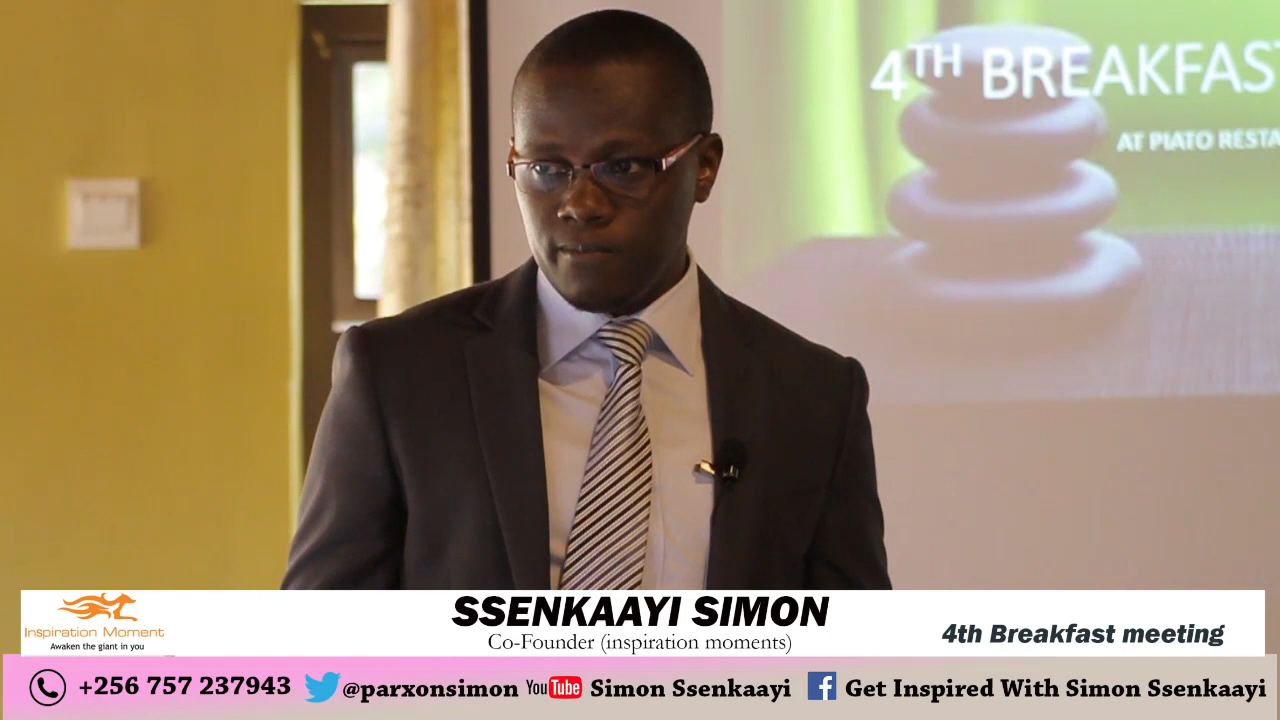 4TH BREAKFAS
AT PIATO RESTA
Inspiration Moment
Awaken the giant in you
SSENKAAYI SIMON
Co-Founder (inspiration moments)
4th Breakfast meeting
+256 757 237943 @parxonsimon YouTube Simon Ssenkaayi f Get Inspired With Simon Ssenkaayi